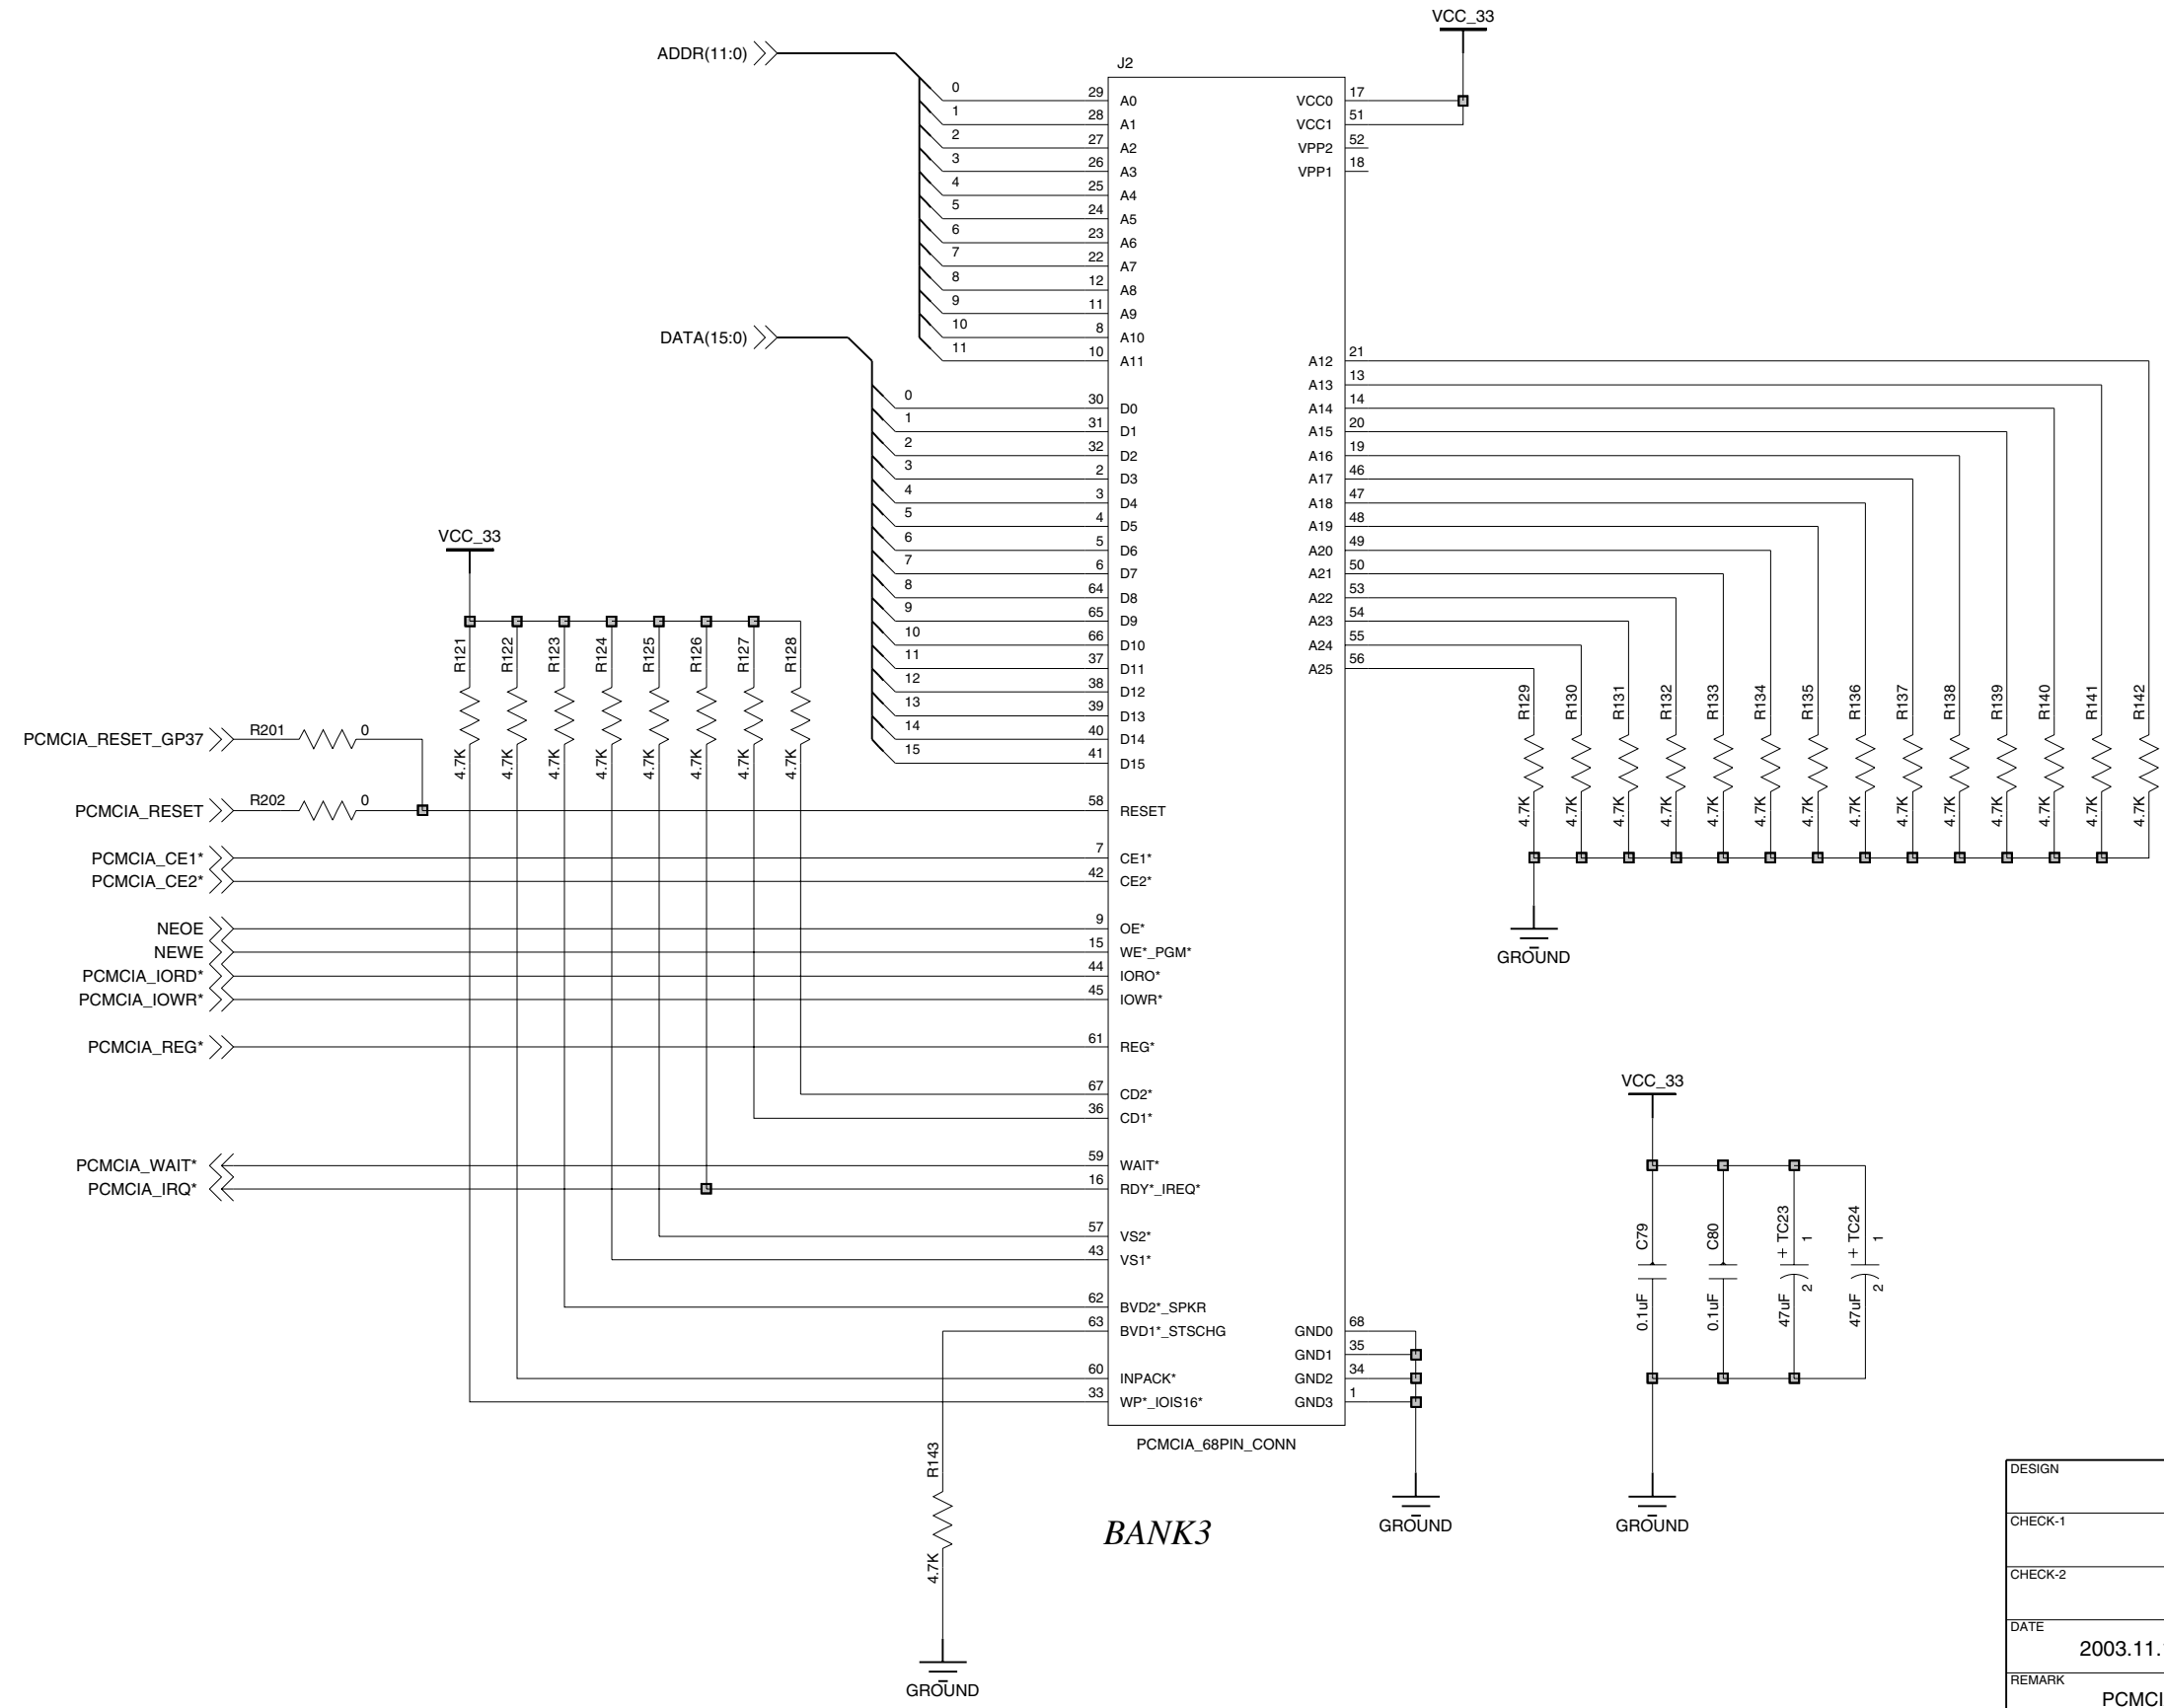 VCC_33
ADDR(11:0)
J2
0 29 A0 VCC0 17
1 28 A1 VCC1 51
2 27 A2 VPP2 52
3 26 A3 VPP1 18
4 25 A4
5 24 A5
6 23 A6
7 22 A7
8 12 A8
9 11 A9
10 8 A10
DATA(15:0)
11 10 A11 A12 21
A13 13
0 30 D0 A14 14
1 31 D1 A15 20
2 32 D2 A16 19
3 2 D3 A17 46
4 3 D4 A18 47
5 4 D5 A19 48
6 5 D6 A20 49
7 6 D7 A21 50
8 64 D8 A22 53
9 65 D9 A23 54
10 66 D10 A24 55
11 37 D11 A25 56
12 38 D12
13 39 D13
14 40 D14
15 41 D15
VCC_33
R121 R122 R123 R124 R125 R126 R127 R128
4.7K 4.7K 4.7K 4.7K 4.7K 4.7K 4.7K 4.7K
R129 R130 R131 R132 R133 R134 R135 R136 R137 R138 R139 R140 R141 R142
4.7K 4.7K 4.7K 4.7K 4.7K 4.7K 4.7K 4.7K 4.7K 4.7K 4.7K 4.7K 4.7K 4.7K
GROUND
PCMCIA_RESET_GP37 R201 0
PCMCIA_RESET R202 0 58 RESET
PCMCIA_CE1* 7 CE1*
PCMCIA_CE2* 42 CE2*
NEOE 9 OE*
NEWE 15 WE*_PGM*
PCMCIA_IORD* 44 IORO*
PCMCIA_IOWR* 45 IOWR*
PCMCIA_REG* 61 REG*
67 CD2*
36 CD1*
PCMCIA_WAIT* 59 WAIT*
PCMCIA_IRQ* 16 RDY*_IREQ*
57 VS2*
43 VS1*
62 BVD2*_SPKR
63 BVD1*_STSCHG GND0 68
GND1 35
60 INPACK* GND2 34
33 WP*_IOIS16* GND3 1
PCMCIA_68PIN_CONN
VCC_33
C79 C80 + TC23 1 + TC24 1
0.1uF 0.1uF 47uF 2 47uF 2
GROUND
GROUND
R143
4.7K
GROUND
BANK3
DESIGN
CHECK-1
CHECK-2
DATE
2003.11.
REMARK
PCMCI